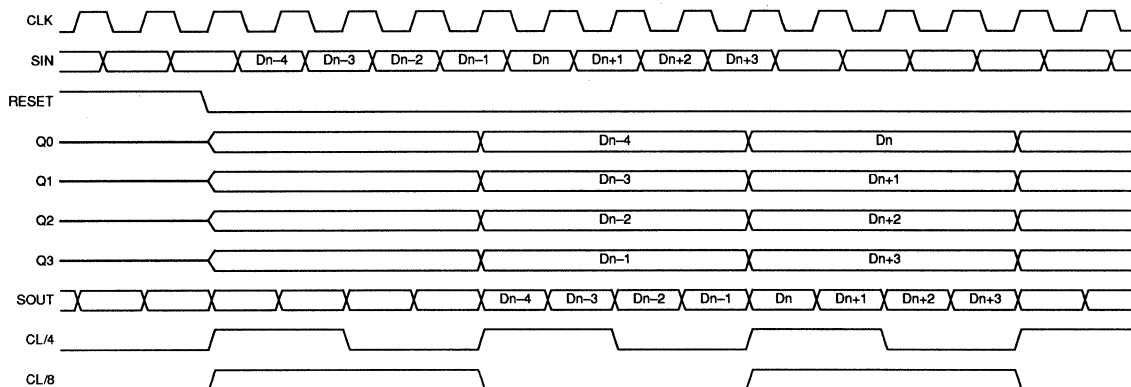 CLK
SIN Dn–4 Dn–3 Dn–2 Dn–1 Dn Dn+1 Dn+2 Dn+3
RESET
Q0 Dn–4 Dn
Q1 Dn–3 Dn+1
Q2 Dn–2 Dn+2
Q3 Dn–1 Dn+3
SOUT Dn–4 Dn–3 Dn–2 Dn–1 Dn Dn+1 Dn+2 Dn+3
CL/4
CL/8